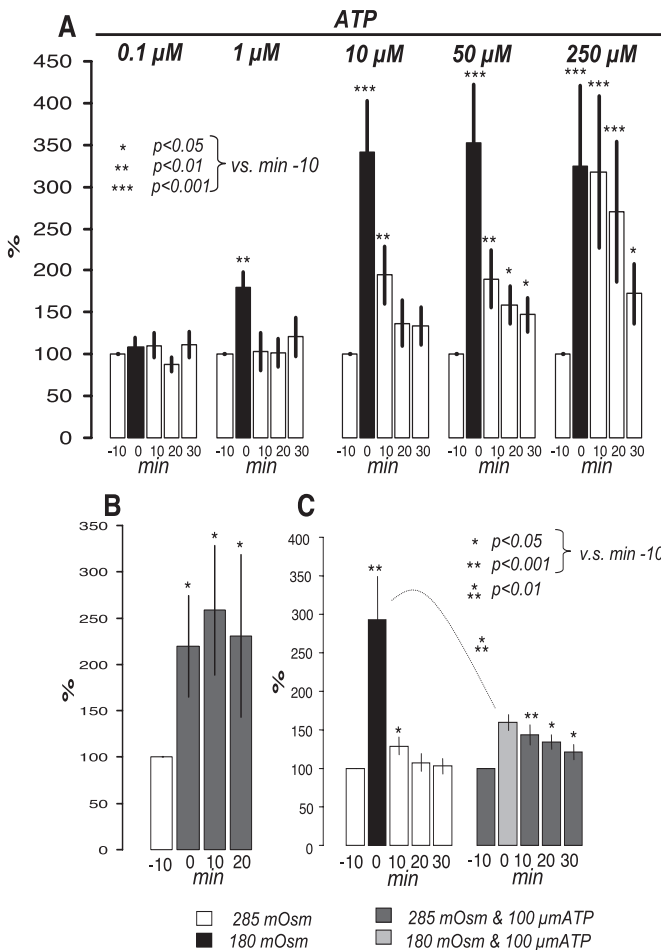 A
ATP
0.1 µM 1 µM 10 µM 50 µM 250 µM
450
400
350
300
250
200
150
100
50
0
%
* p<0.05
** p<0.01
*** p<0.001
vs. min -10
** *** ** *** ** * * *** *** *** *
-10 0 10 20 30 -10 0 10 20 30 -10 0 10 20 30 -10 0 10 20 30 -10 0 10 20 30
min min min min min
B
350
300
250
200
150
100
50
0
%
* * *
-10 0 10 20
min
C
400
350
300
250
200
150
100
50
0
%
* p<0.05
** p<0.001
v.s. min -10
*
** p<0.01
** * *
** ** * *
-10 0 10 20 30 -10 0 10 20 30
min min
285 mOsm
180 mOsm
285 mOsm & 100 µmATP
180 mOsm & 100 µmATP